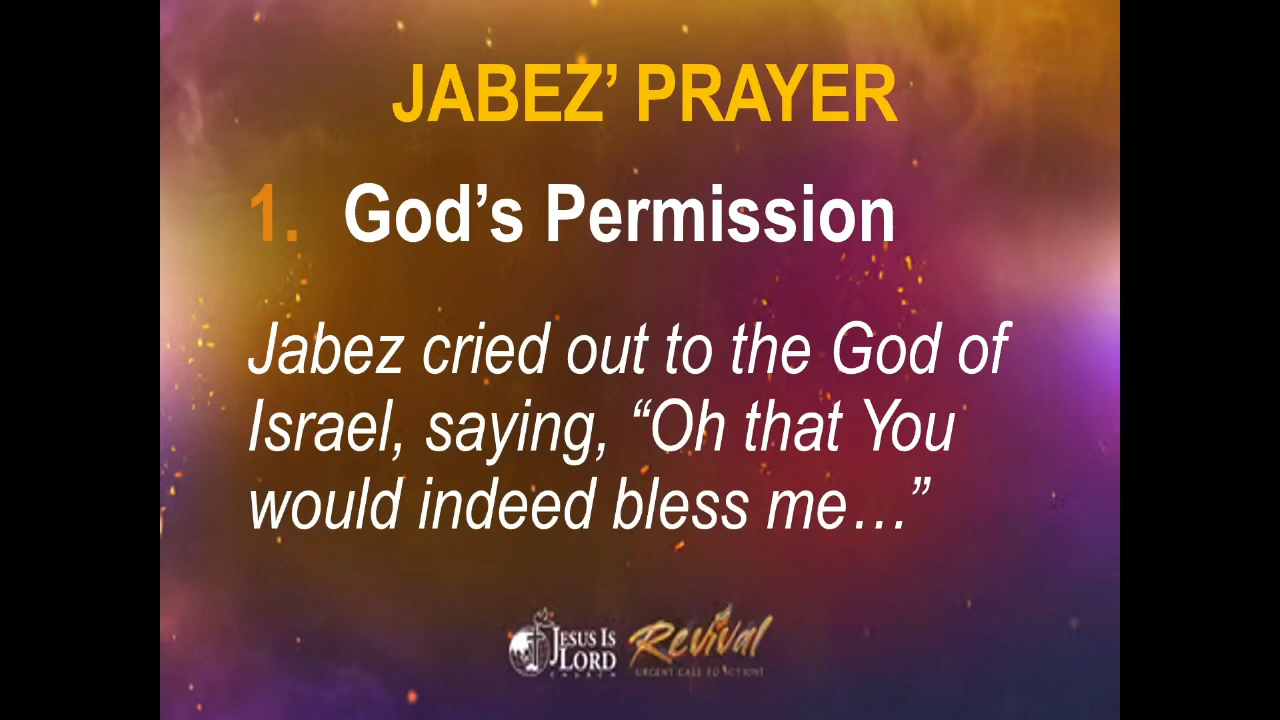 JABEZ’ PRAYER
1. God’s Permission
Jabez cried out to the God of
Israel, saying, “Oh that You
would indeed bless me…”
JESUS IS
LORD
CHURCH
Revival
URGENT CALL TO ACTION!